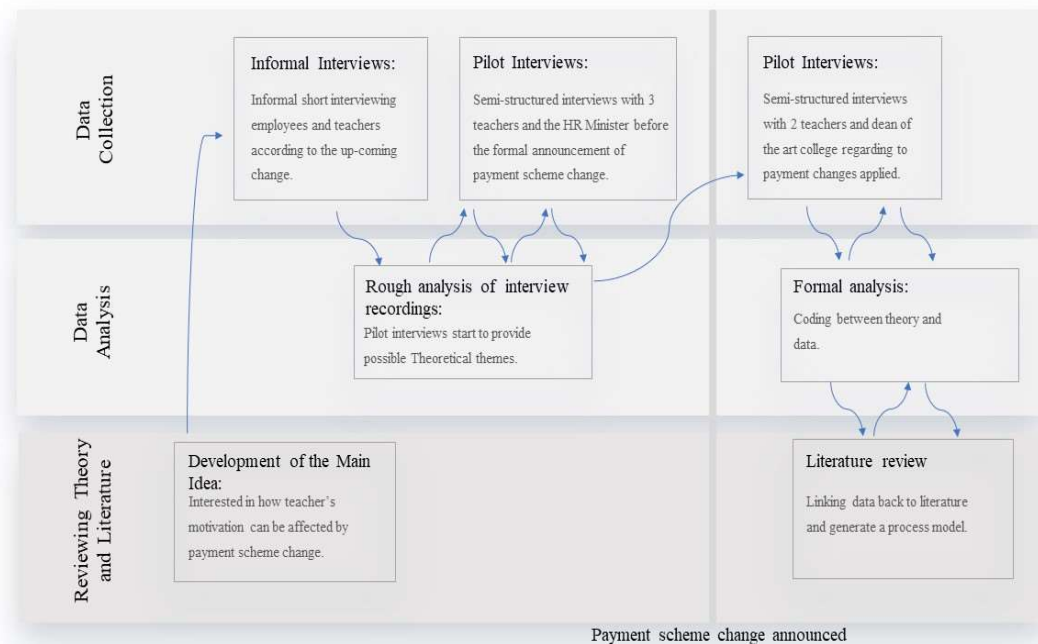 Data
Collection
Informal Interviews:
Informal short interviewing
employees and teachers
according to the up-coming
change.
Pilot Interviews:
Semi-structured interviews with 3
teachers and the HR Minister before
the formal announcement of
payment scheme change.
Pilot Interviews:
Semi-structured interviews
with 2 teachers and dean of
the art college regarding to
payment changes applied.
Data
Analysis
Rough analysis of interview
recordings:
Pilot interviews start to provide
possible Theoretical themes.
Formal analysis:
Coding between theory and
data.
Reviewing Theory
and Literature
Development of the Main
Idea:
Interested in how teacher's
motivation can be affected by
payment scheme change.
Literature review
Linking data back to literature
and generate a process model.
Payment scheme change announced